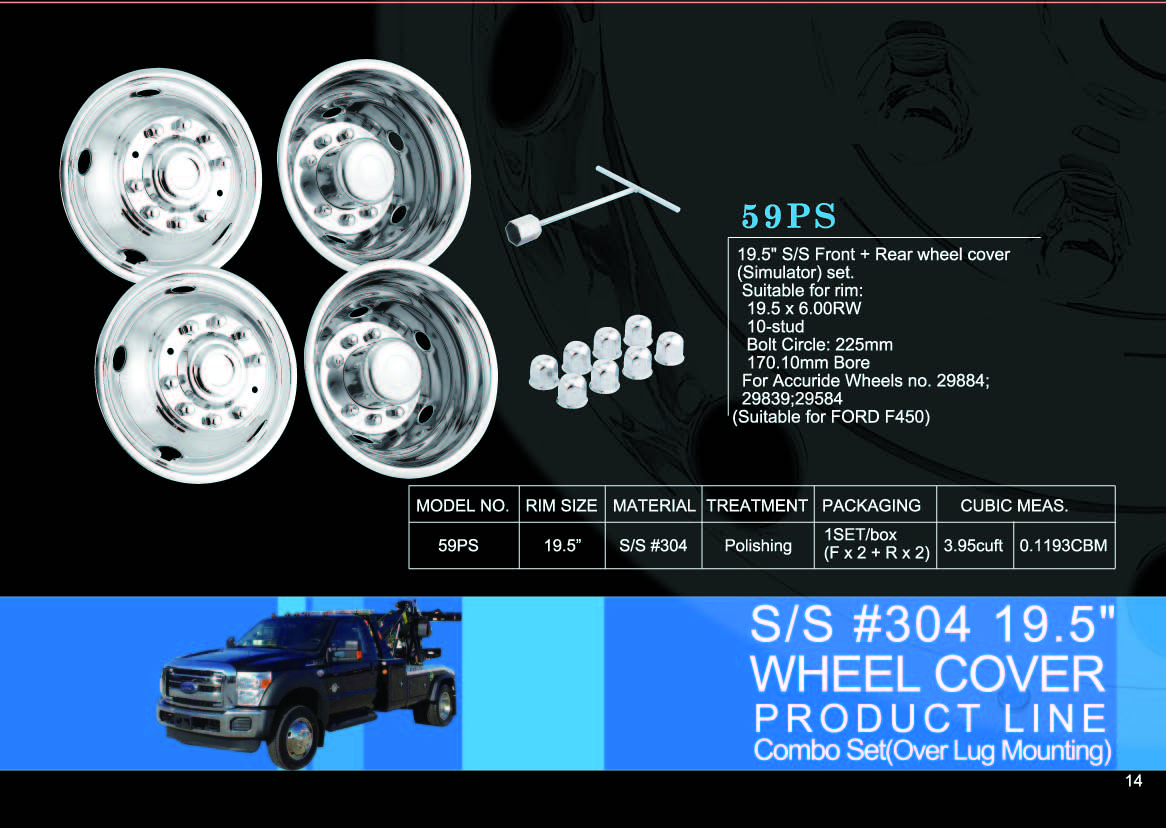 59PS
19.5" S/S Front + Rear wheel cover
(Simulator) set.
Suitable for rim:
19.5 x 6.00RW
10-stud
Bolt Circle: 225mm
170.10mm Bore
For Accuride Wheels no. 29884;
29839;29584
(Suitable for FORD F450)
MODEL NO. RIM SIZE MATERIAL TREATMENT PACKAGING CUBIC MEAS.
59PS 19.5” S/S #304 Polishing 1SET/box
(F x 2 + R x 2) 3.95cuft 0.1193CBM
S/S #304 19.5"
WHEEL COVER
PRODUCT LINE
Combo Set(Over Lug Mounting)
14